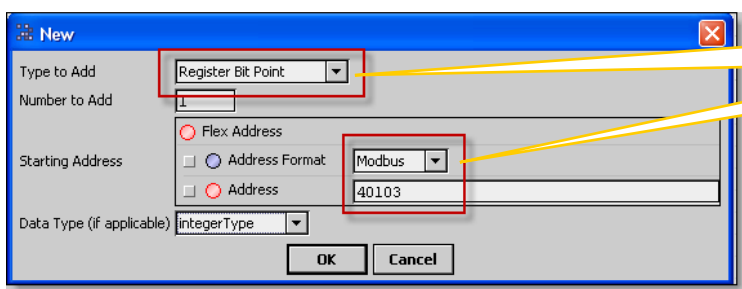 New
Type to Add Register Bit Point
Number to Add 1
Flex Address
Starting Address Address Format Modbus
Address 40103
Data Type (if applicable) integerType
OK Cancel